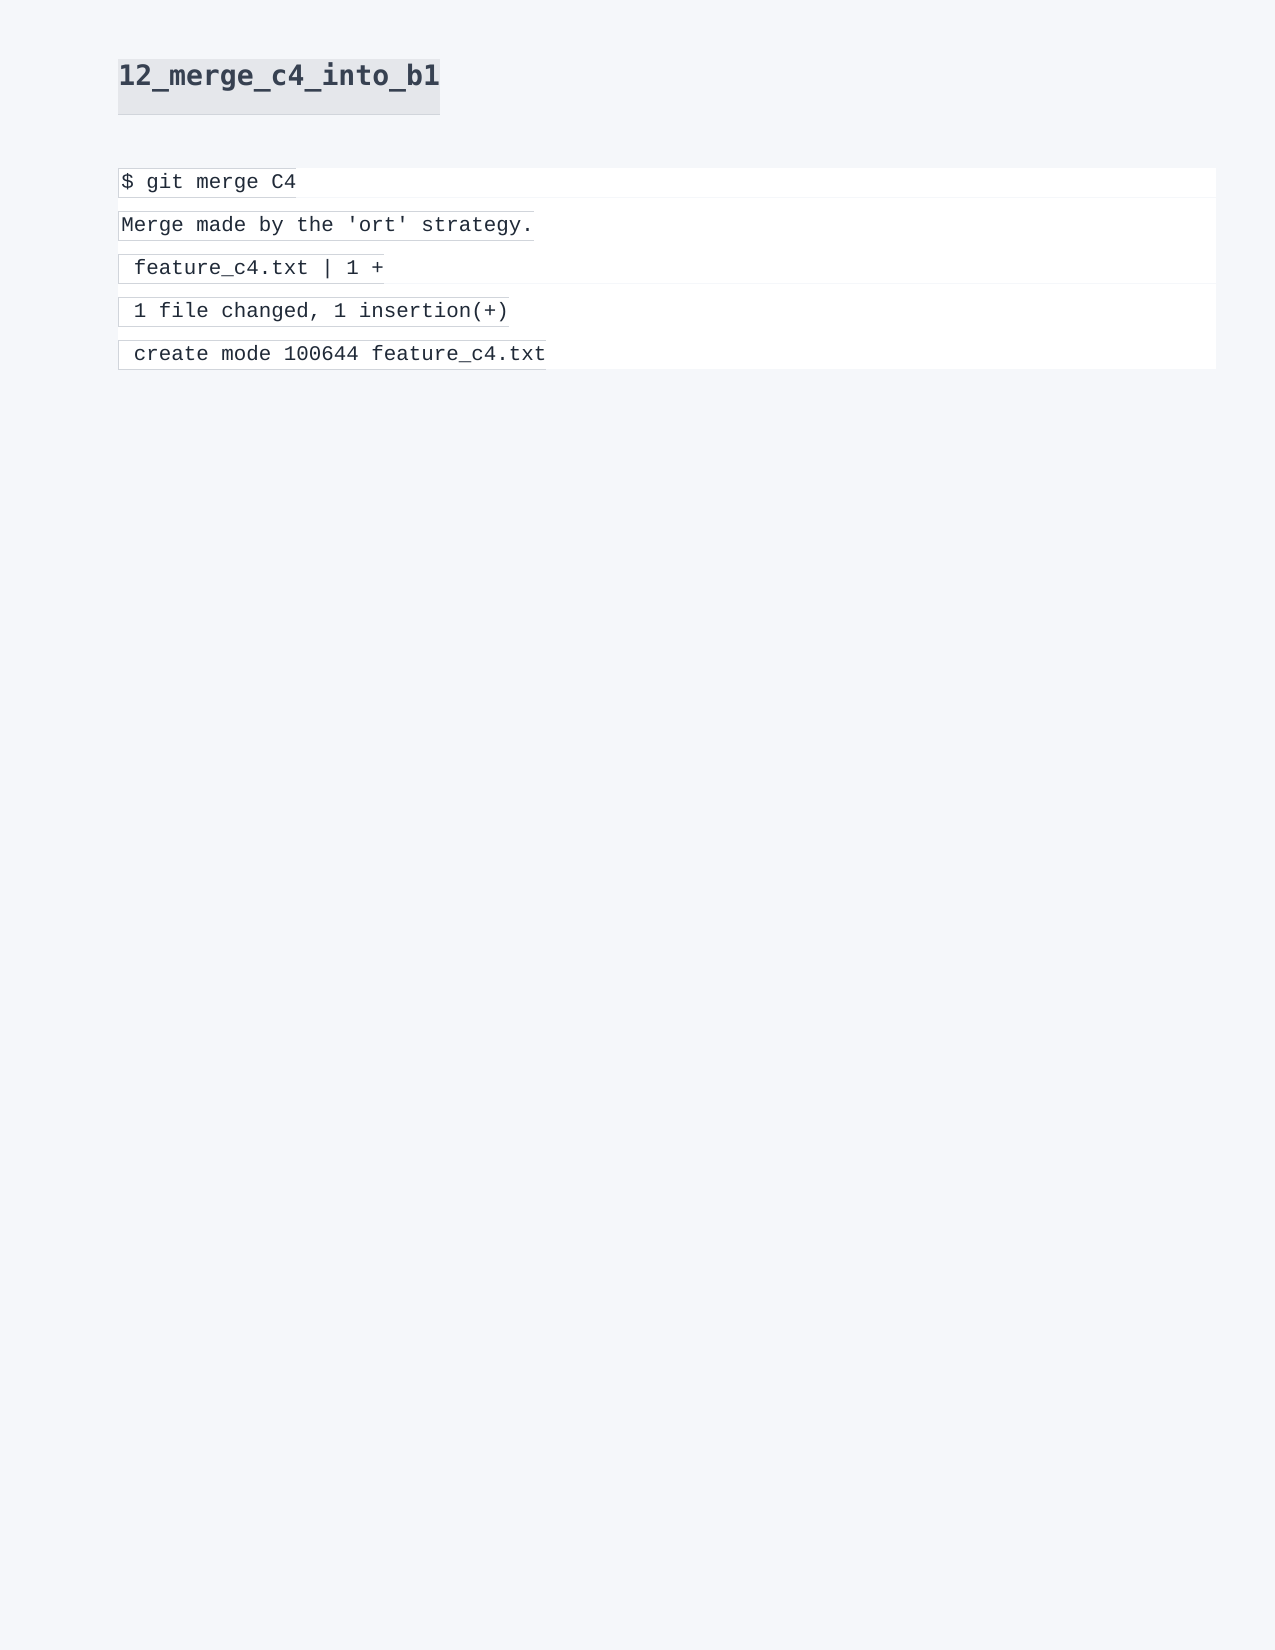 12_merge_c4_into_b1
$ git merge C4
Merge made by the 'ort' strategy.
 feature_c4.txt | 1 +
 1 file changed, 1 insertion(+)
 create mode 100644 feature_c4.txt